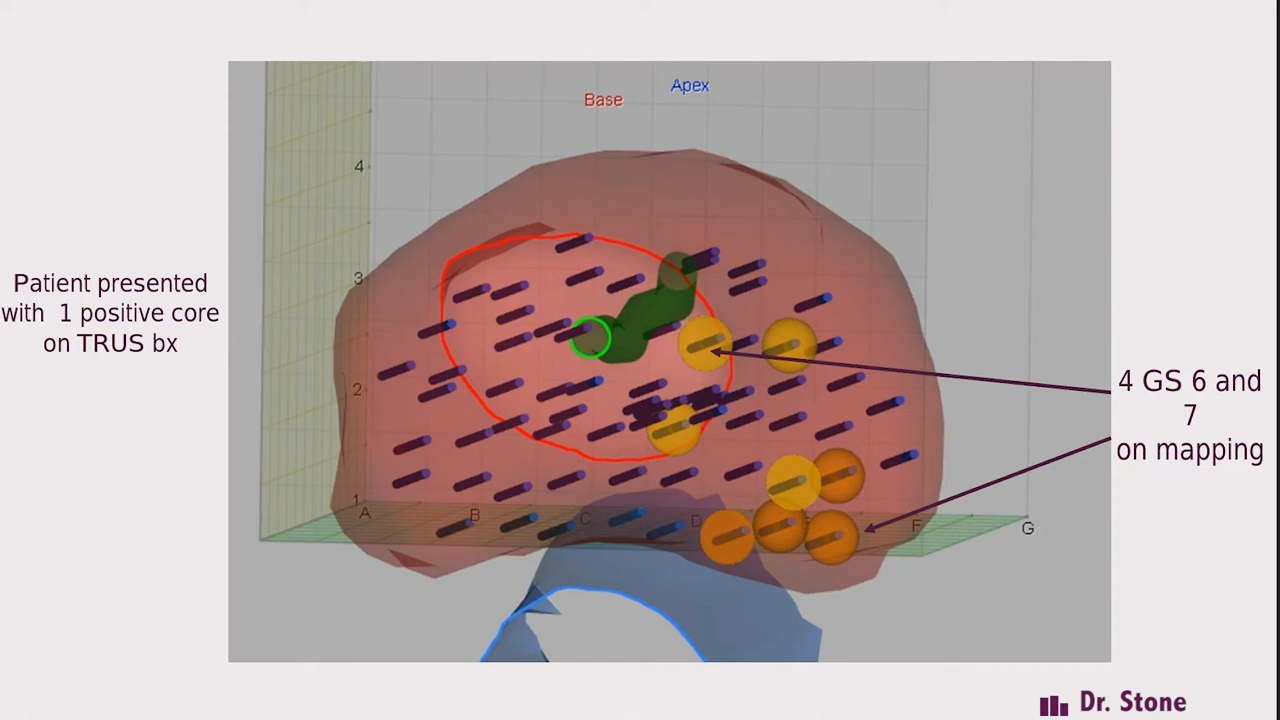 Base
Apex
4
3
2
1
A
B
C
D
F
G
Patient presented
with 1 positive core
on TRUS bx
4 GS 6 and
7
on mapping
Dr. Stone